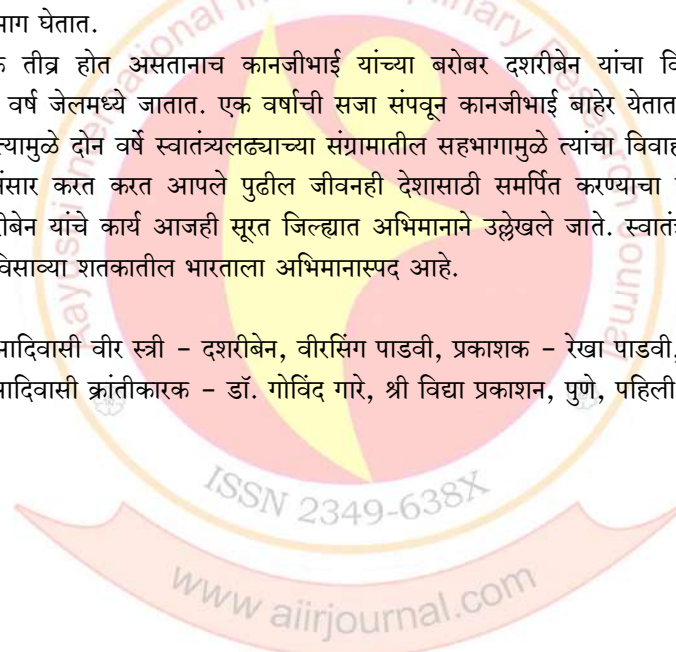 भाग घेतात.
तीव्र होत असतानाच कानजीभाई यांच्या बरोबर दशरीबेन यांचा वि
वर्ष जेलमध्ये जातात. एक वर्षाची सजा संपवून कानजीभाई बाहेर येतात
त्यामुळे दोन वर्षे स्वातंत्र्यलढ्याच्या संग्रामातील सहभागामुळे त्यांचा विवाह
संसार करत करत आपले पुढील जीवनही देशासाठी समर्पित करण्याचा
रीबेन यांचे कार्य आजही सूरत जिल्ह्यात अभिमानाने उल्लेखले जाते. स्वातंत्र
विसाव्या शतकातील भारताला अभिमानास्पद आहे.
आदिवासी वीर स्त्री – दशरीबेन, वीरसिंग पाडवी, प्रकाशक – रेखा पाडवी,
आदिवासी क्रांतीकारक – डॉ. गोविंद गारे, श्री विद्या प्रकाशन, पुणे, पहिली
ISSN 2349-638X
www.aiirjournal.com